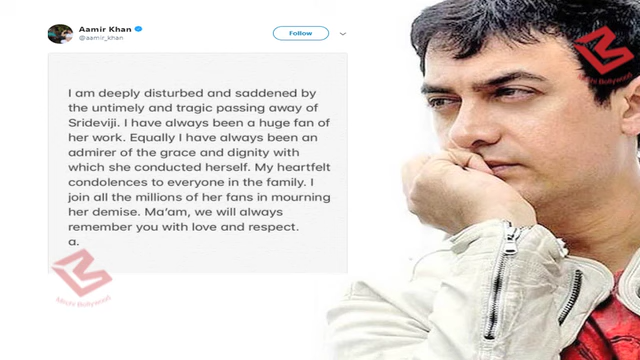 Aamir Khan
@aamir_khan
Follow
I am deeply disturbed and saddened by
the untimely and tragic passing away of
Srideviji. I have always been a huge fan of
her work. Equally I have always been an
admirer of the grace and dignity with
which she conducted herself. My heartfelt
condolences to everyone in the family. I
join all the millions of her fans in mourning
her demise. Ma'am, we will always
remember you with love and respect.
a.
Mirchi Bollywood